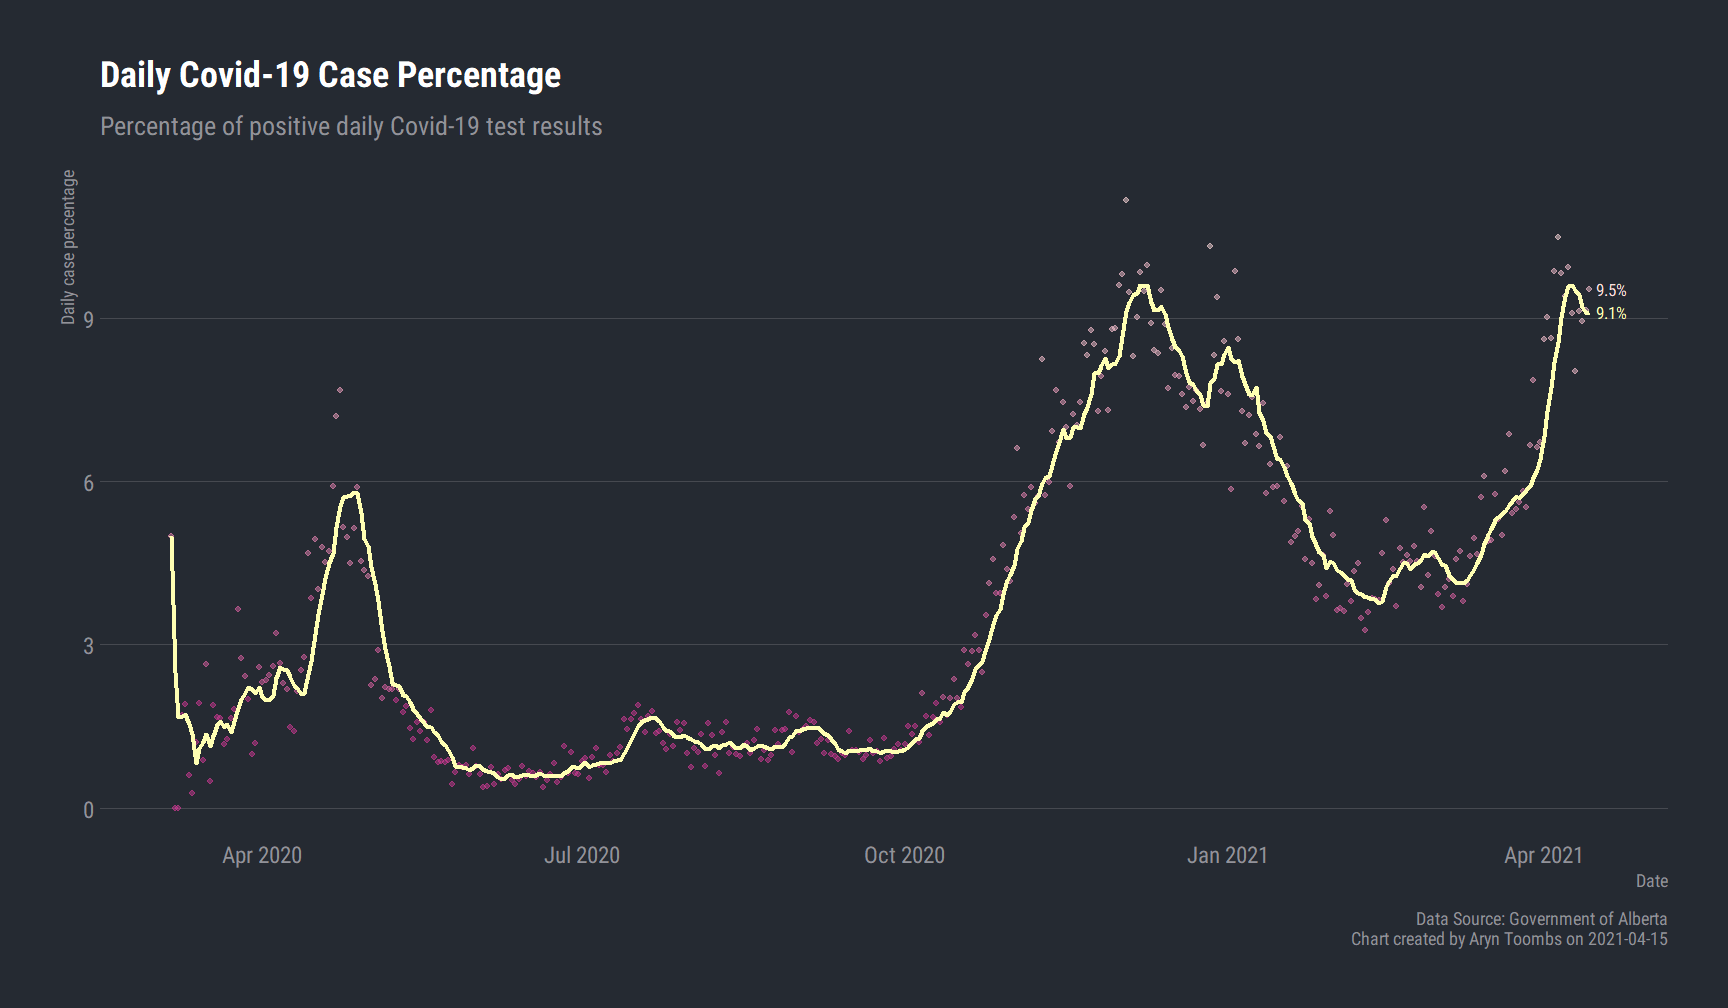 Daily Covid-19 Case Percentage
Percentage of positive daily Covid-19 test results
Daily case percentage
9
6
3
0
9.5%
9.1%
Apr 2020
Jul 2020
Oct 2020
Jan 2021
Apr 2021
Date
Data Source: Government of Alberta
Chart created by Aryn Toombs on 2021-04-15